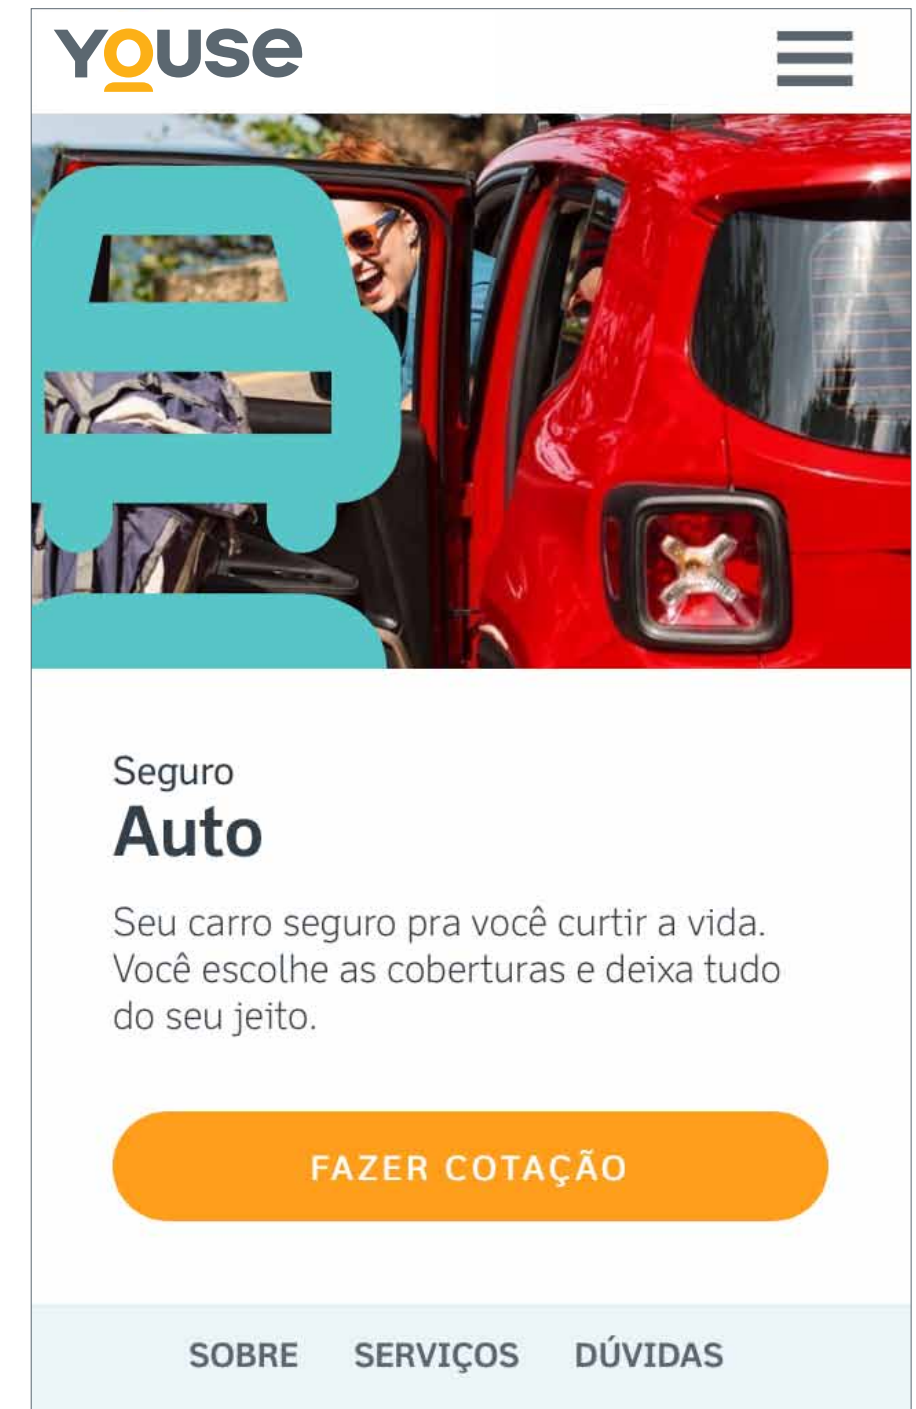 Youse
Seguro
Auto
Seu carro seguro pra você curtir a vida.
Você escolhe as coberturas e deixa tudo
do seu jeito.
FAZER COTAÇÃO
SOBRE SERVIÇOS DÚVIDAS